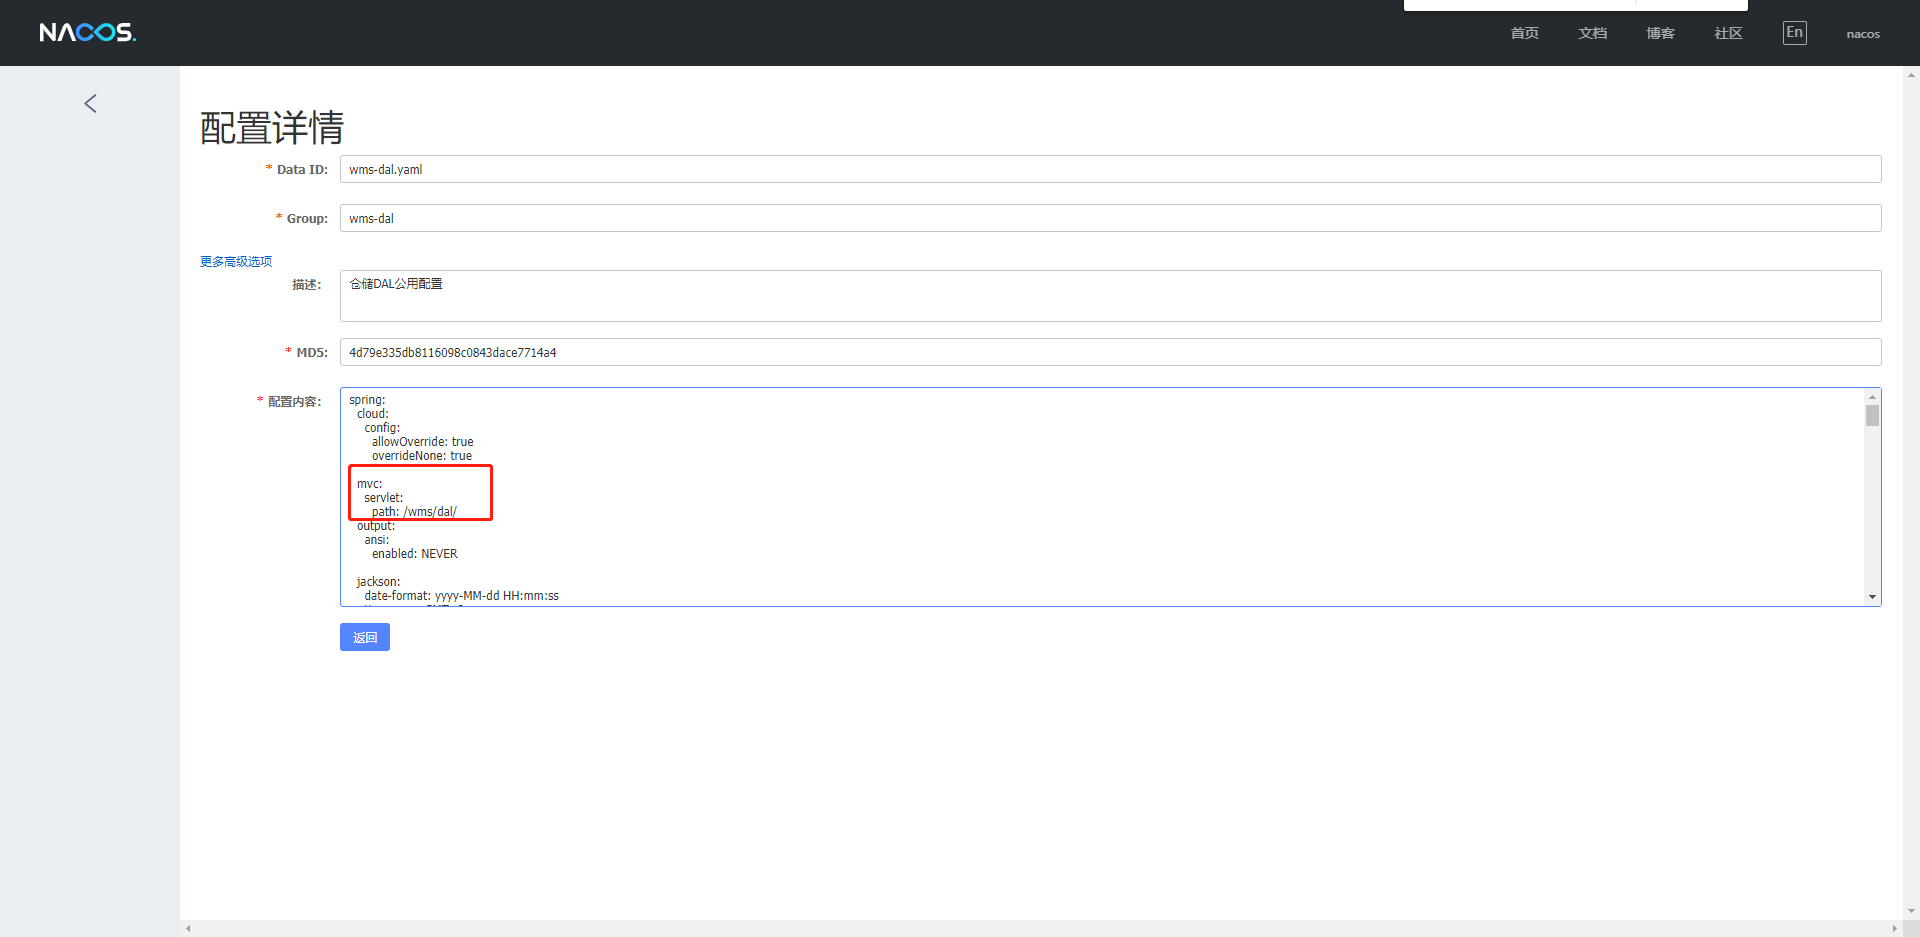 NACOS.
首页
文档
博客
社区
En
nacos
配置详情
* Data ID: wms-dal.yaml
* Group: wms-dal
更多高级选项
描述: 仓储DAL公用配置
* MD5: 4d79e335db8116098c0843dace7714a4
* 配置内容: spring:
cloud:
config:
allowOverride: true
overrideNone: true
mvc:
servlet:
path: /wms/dal/
output:
ansi:
enabled: NEVER
jackson:
date-format: yyyy-MM-dd HH:mm:ss
返回